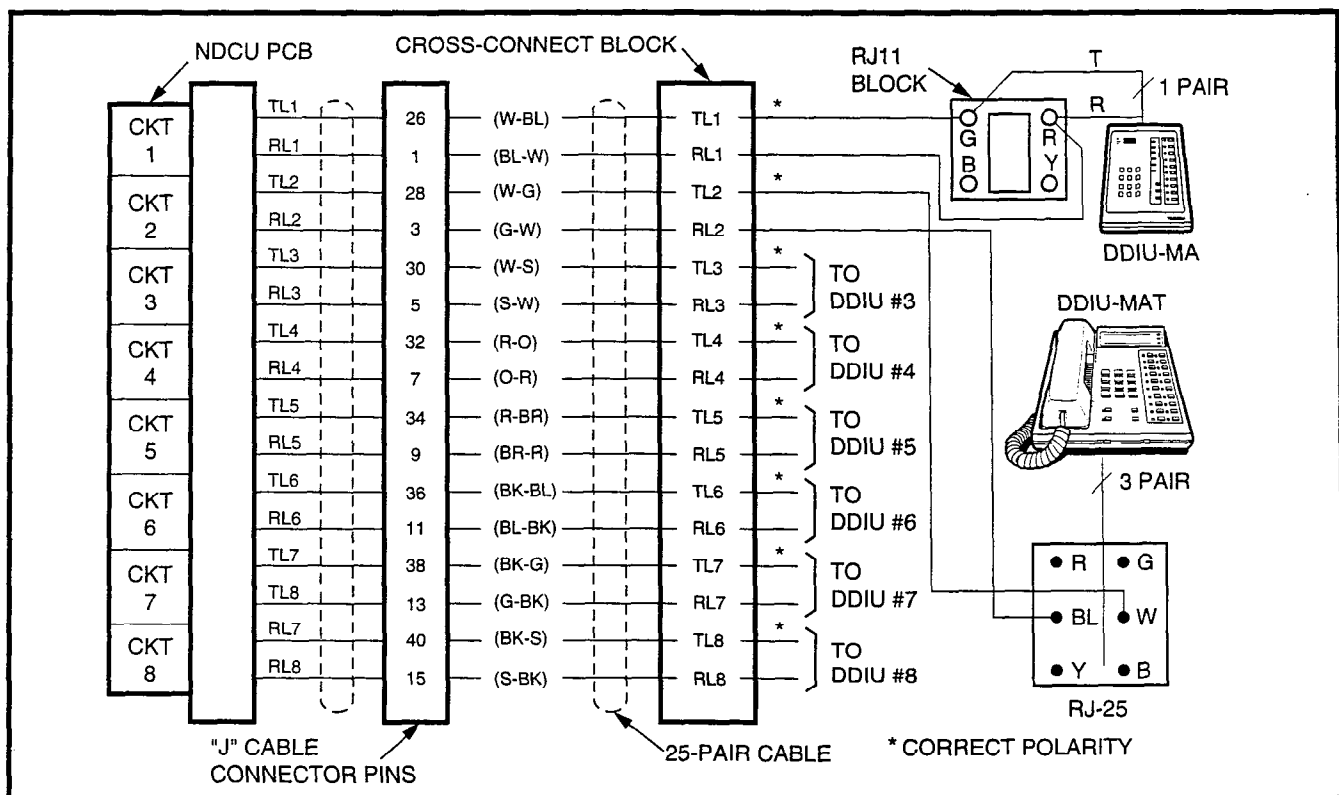 NDCU PCB
CROSS-CONNECT BLOCK
RJ11
BLOCK
T
R
1 PAIR
G
R
B
Y
DDIU-MA
CKT
1
CKT
2
CKT
3
CKT
4
CKT
5
CKT
6
CKT
7
CKT
8
TL1 26 (W-BL) TL1 *
RL1 1 (BL-W) RL1
TL2 28 (W-G) TL2 *
RL2 3 (G-W) RL2
TL3 30 (W-S) TL3 *
RL3 5 (S-W) RL3
TL4 32 (R-O) TL4 *
RL4 7 (O-R) RL4
TL5 34 (R-BR) TL5 *
RL5 9 (BR-R) RL5
TL6 36 (BK-BL) TL6 *
RL6 11 (BL-BK) RL6
TL7 38 (BK-G) TL7 *
TL8 13 (G-BK) RL7
RL7 40 (BK-S) TL8 *
RL8 15 (S-BK) RL8
TO
DDIU #3
TO
DDIU #4
TO
DDIU #5
TO
DDIU #6
TO
DDIU #7
TO
DDIU #8
DDIU-MAT
3 PAIR
R G
BL W
Y B
RJ-25
"J" CABLE
CONNECTOR PINS
25-PAIR CABLE
* CORRECT POLARITY